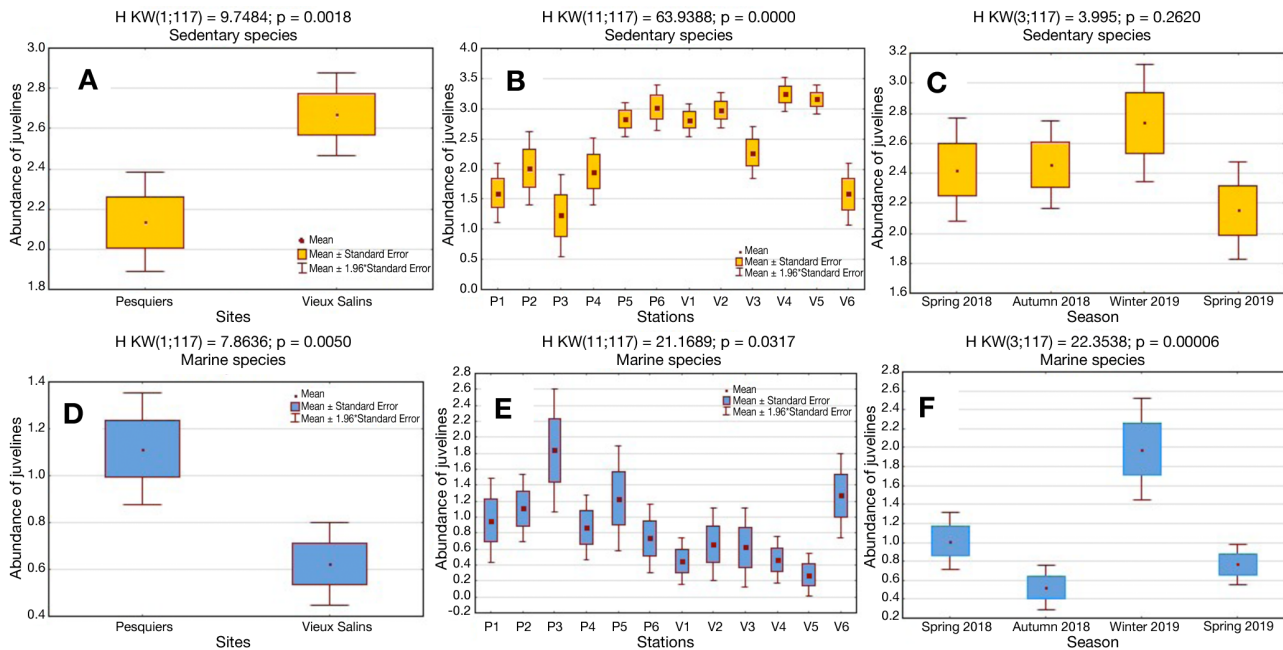 H KW(1;117) = 9.7484; p = 0.0018
Sedentary species
A
Abundance of juvelines
3.0
2.8
2.6
2.4
2.2
2.0
1.8
Mean
Mean ± Standard Error
Mean ± 1.96*Standard Error
Pesquiers
Vieux Salins
Sites
H KW(11;117) = 63.9388; p = 0.0000
Sedentary species
B
Abundance of juvelines
4.0
3.5
3.0
2.5
2.0
1.5
1.0
0.5
0.0
Mean
Mean ± Standard Error
Mean ± 1.96*Standard Error
P1 P2 P3 P4 P5 P6 V1 V2 V3 V4 V5 V6
Stations
H KW(3;117) = 3.995; p = 0.2620
Sedentary species
C
Abundance of juvelines
3.2
3.0
2.8
2.6
2.4
2.2
2.0
1.8
1.6
Spring 2018 Autumn 2018 Winter 2019 Spring 2019
Season
H KW(1;117) = 7.8636; p = 0.0050
Marine species
D
Abundance of juvelines
1.4
1.2
1.0
0.8
0.6
0.4
Mean
Mean ± Standard Error
Mean ± 1.96*Standard Error
Pesquiers
Vieux Salins
Sites
H KW(11;117) = 21.1689; p = 0.0317
Marine species
E
Abundance of juvelines
2.8
2.6
2.4
2.2
2.0
1.8
1.6
1.4
1.2
1.0
0.8
0.6
0.4
0.2
0.0
-0.2
Mean
Mean ± Standard Error
Mean ± 1.96*Standard Error
P1 P2 P3 P4 P5 P6 V1 V2 V3 V4 V5 V6
Stations
H KW(3;117) = 22.3538; p = 0.00006
Marine species
F
Abundance of juvelines
2.8
2.6
2.4
2.2
2.0
1.8
1.6
1.4
1.2
1.0
0.8
0.6
0.4
0.2
Spring 2018 Autumn 2018 Winter 2019 Spring 2019
Season